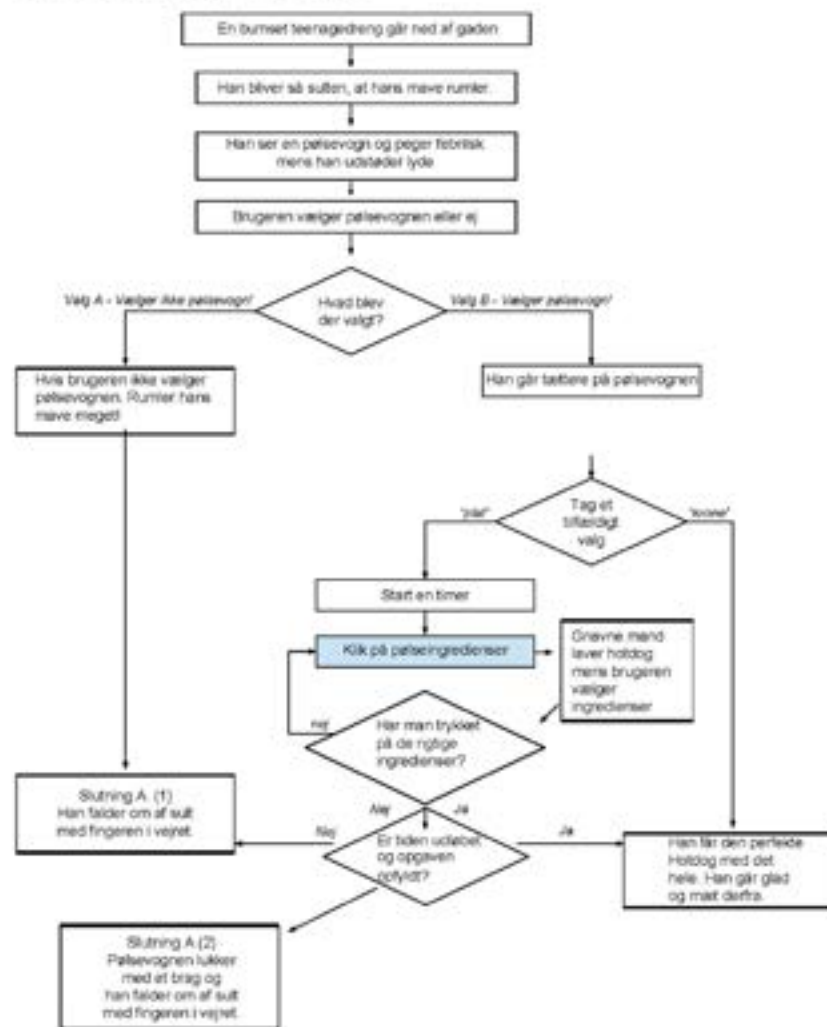 En bumset teenagedreng går ned af gaden
Han bliver så sulten, at hans mave rumler.
Han ser en pølsevogn og peger febrilsk
mens han udstøder lyde
Brugeren vælger pølsevognen eller ej
Valg A - Vælger ikke pølsevogn!
Hvad blev
der valgt?
Valg B - Vælger pølsevogn!
Hvis brugeren ikke vælger
pølsevognen. Rumler hans
mave meget!
Han går tættere på pølsevognen
Tag et
tilfældigt
valg
"plat"
"krone"
Start en timer
Klik på pølseingredienser
Gnavne mand
laver hotdog
mens brugeren
vælger
ingredienser
Nej
Har man trykket
på de rigtige
ingredienser?
Slutning A. (1)
Han falder om af sult
med fingeren i vejret.
Nej
Ja
Nej
Er tiden udløbet
og opgaven
opfyldt?
Ja
Han får den perfekte
Hotdog med det
hele. Han går glad
og mæt derfra.
Slutning A.(2)
Pølsevognen lukker
med et brag og
han falder om af sult
med fingeren i vejret.